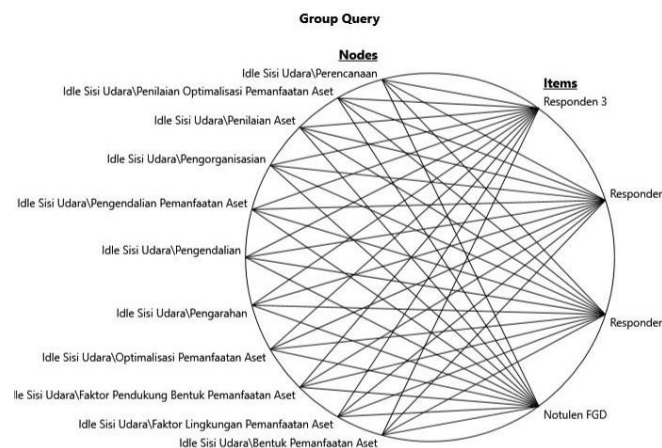 Group Query
Nodes
Idle Sisi Udara\Perencanaan
Idle Sisi Udara\Penilaian Optimalisasi Pemanfaatan Aset
Idle Sisi Udara\Penilaian Aset
Idle Sisi Udara\Pengorganisasian
Idle Sisi Udara\Pengendalian Pemanfaatan Aset
Idle Sisi Udara\Pengendalian
Idle Sisi Udara\Pengarahan
Idle Sisi Udara\Optimalisasi Pemanfaatan Aset
lle Sisi Udara\Faktor Pendukung Bentuk Pemanfaatan Aset
Idle Sisi Udara\Faktor Lingkungan Pemanfaatan Aset
Idle Sisi Udara\Bentuk Pemanfaatan Aset
Items
Responden 3
Responden
Responden
Notulen FGD